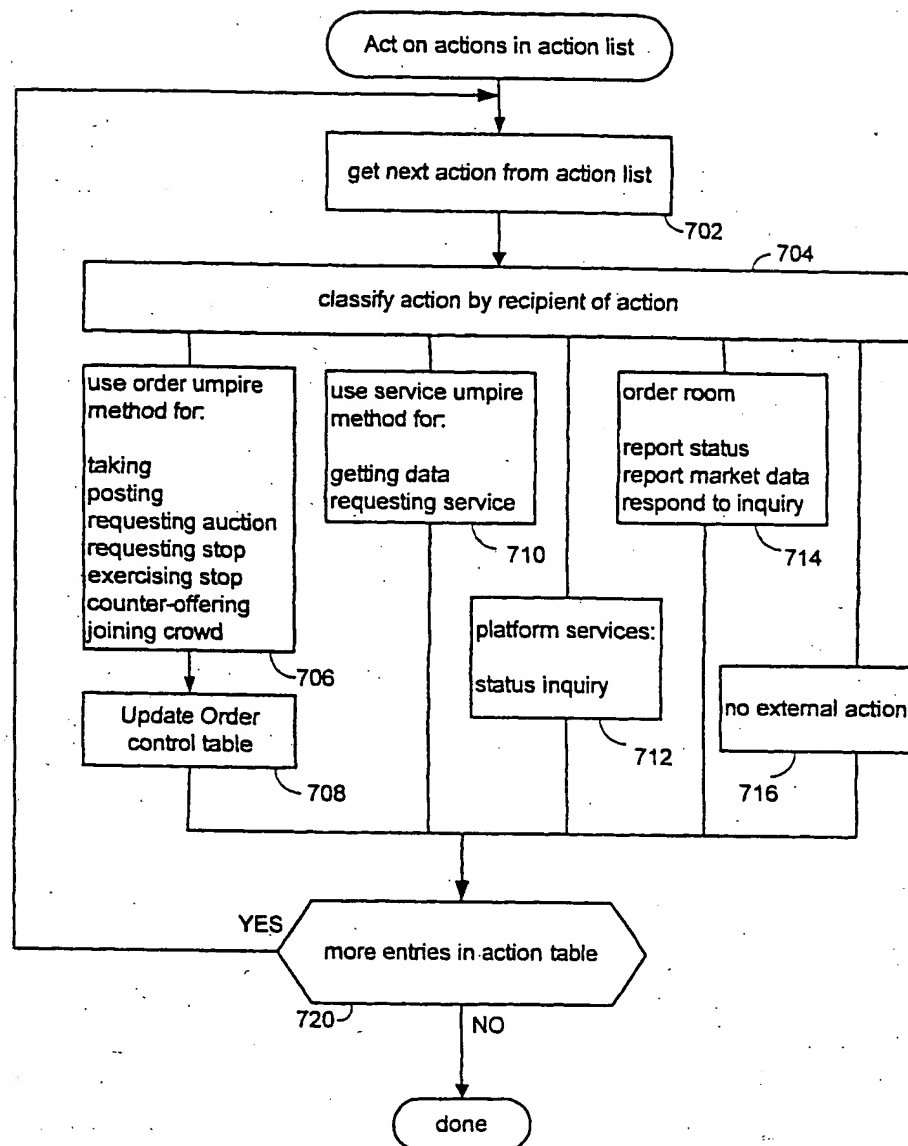 Act on actions in action list
get next action from action list
702
704
classify action by recipient of action
use order umpire
method for:
taking
posting
requesting auction
requesting stop
exercising stop
counter-offering
joining crowd
706
Update Order
control table
708
use service umpire
method for:
getting data
requesting service
710
platform services:
status inquiry
712
order room
report status
report market data
respond to inquiry
714
no external action
716
YES
more entries in action table
720
NO
done